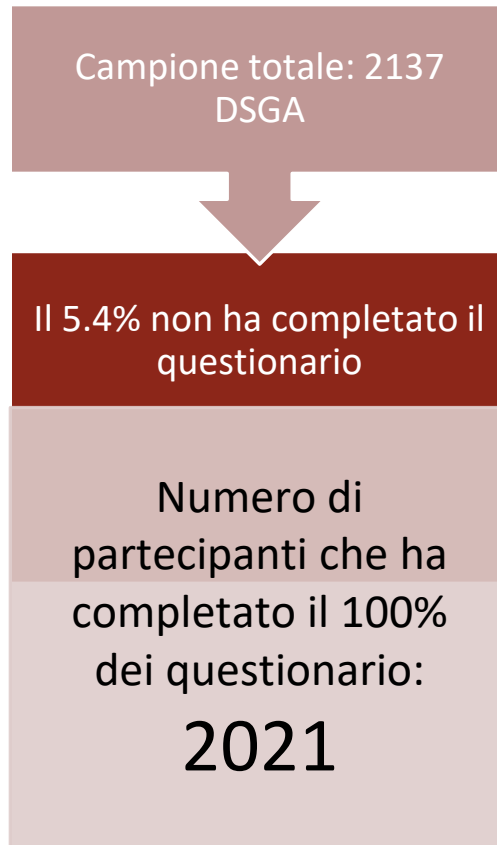 Campione totale: 2137
DSGA
Il 5.4% non ha completato il
questionario
Numero di
partecipanti che ha
completato il 100%
dei questionario:
2021